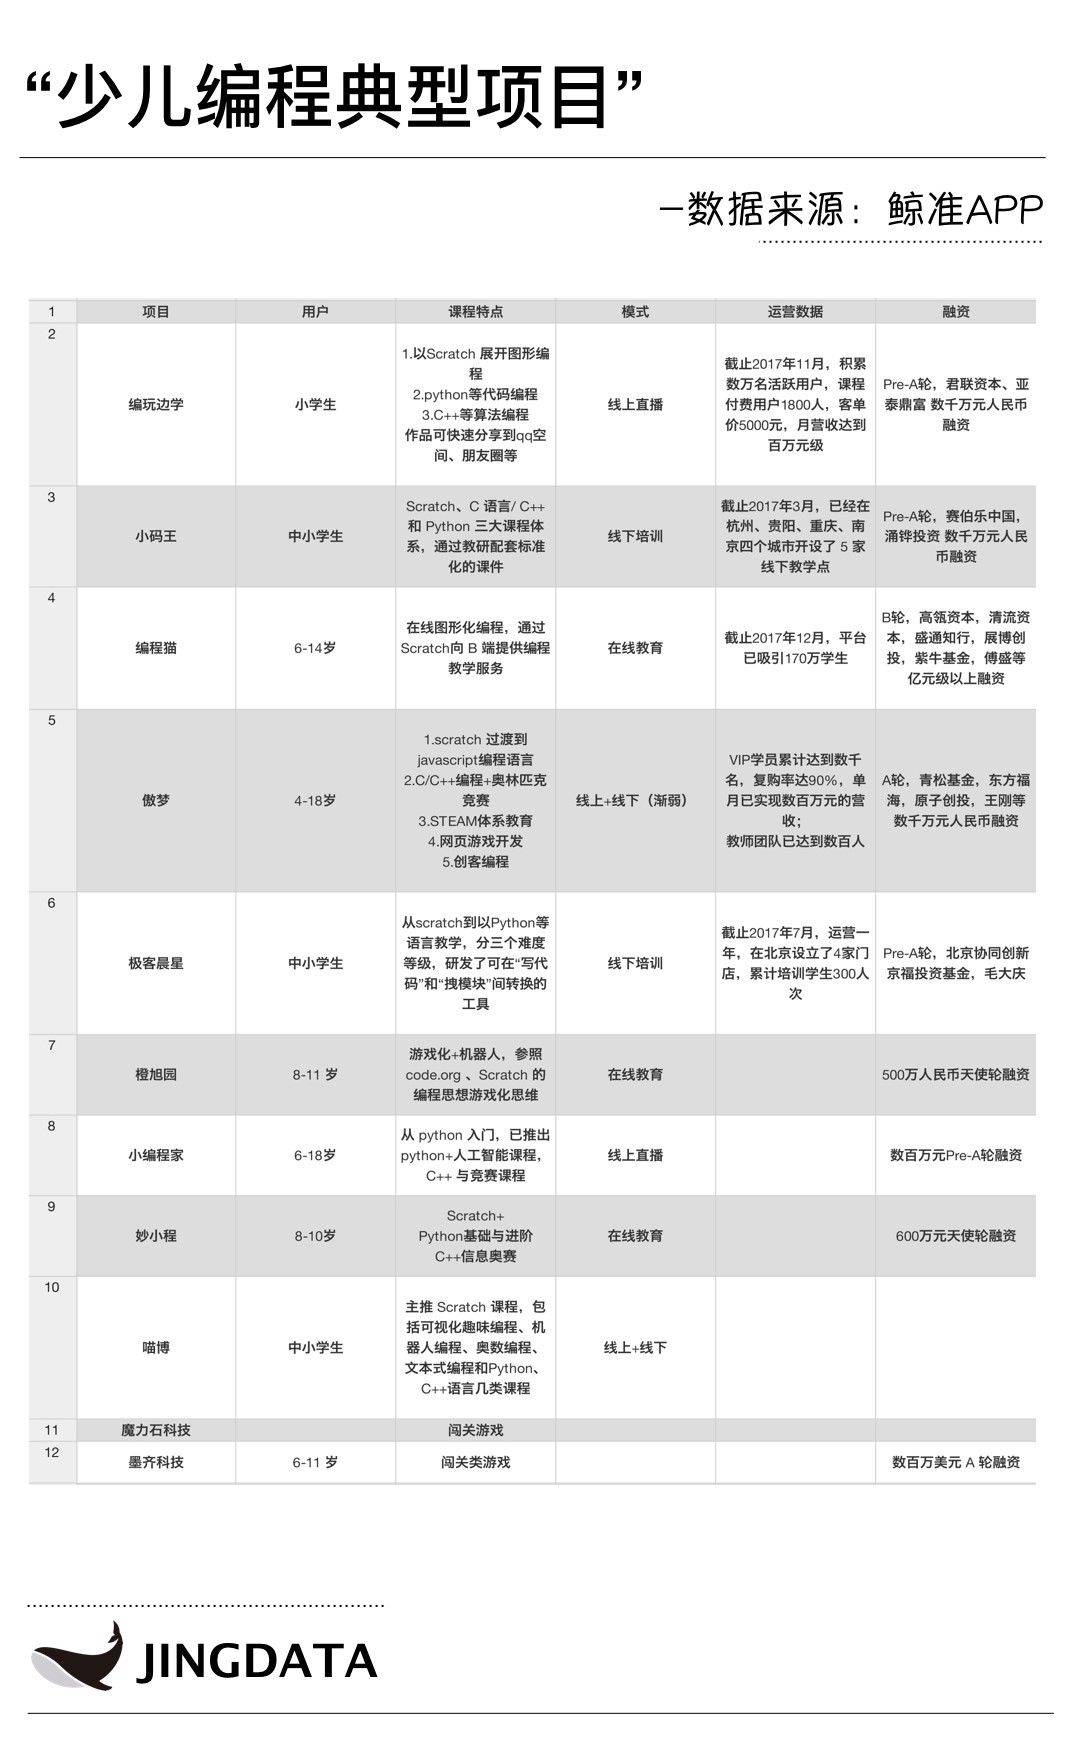 “少儿编程典型项目”
–数据来源：鲸准APP
1 项目 用户 课程特点 模式 运营数据 融资
2
编玩边学
小学生
1.以Scratch 展开图形编
程
2.python等代码编程
3.C++等算法编程
作品可快速分享到qq空
间、朋友圈等
线上直播
截止2017年11月，积累
数万名活跃用户，课程
付费用户1800人，客单
价5000元，月营收达到
百万元级
Pre-A轮，君联资本、亚
泰鼎富 数千万元人民币
融资
3
小码王
中小学生
Scratch、C 语言/ C++
和 Python 三大课程体
系，通过教研配套标准
化的课件
线下培训
截止2017年3月，已经在
杭州、贵阳、重庆、南
京四个城市开设了 5 家
线下教学点
Pre-A轮，赛伯乐中国，
涌铧投资 数千万元人民
币融资
4
编程猫
6-14岁
在线图形化编程，通过
Scratch向 B 端提供编程
教学服务
在线教育
截止2017年12月，平台
已吸引170万学生
B轮，高瓴资本，清流资
本，盛通知行，展博创
投，紫牛基金，傅盛等
亿元级以上融资
5
傲梦
4-18岁
1.scratch 过渡到
javascript编程语言
2.C/C++编程+奥林匹克
竞赛
3.STEAM体系教育
4.网页游戏开发
5.创客编程
线上+线下（渐弱）
VIP学员累计达到数千
名，复购率达90%，单
月已实现数百万元的营
收；
教师团队已达到数百人
A轮，青松基金，东方福
海，原子创投，王刚等
数千万元人民币融资
6
极客晨星
中小学生
从scratch到以Python等
语言教学，分三个难度
等级，研发了可在“写代
码”和“拽模块”间转换的
工具
线下培训
截止2017年7月，运营一
年，在北京设立了4家门
店，累计培训学生300人
次
Pre-A轮，北京协同创新
京福投资基金，毛大庆
7
橙旭园
8-11 岁
游戏化+机器人，参照
code.org 、Scratch 的
编程思想游戏化思维
在线教育
500万人民币天使轮融资
8
小编程家
6-18岁
从 python 入门，已推出
python+人工智能课程，
C++ 与竞赛课程
线上直播
数百万元Pre-A轮融资
9
妙小程
8-10岁
Scratch+
Python基础与进阶
C++信息奥赛
在线教育
600万元天使轮融资
10
喵博
中小学生
主推 Scratch 课程，包
括可视化趣味编程、机
器人编程、奥数编程、
文本式编程和Python、
C++语言几类课程
线上+线下
11 魔力石科技 闯关游戏
12
墨齐科技
6-11 岁
闯关类游戏
数百万美元 A 轮融资
JINGDATA